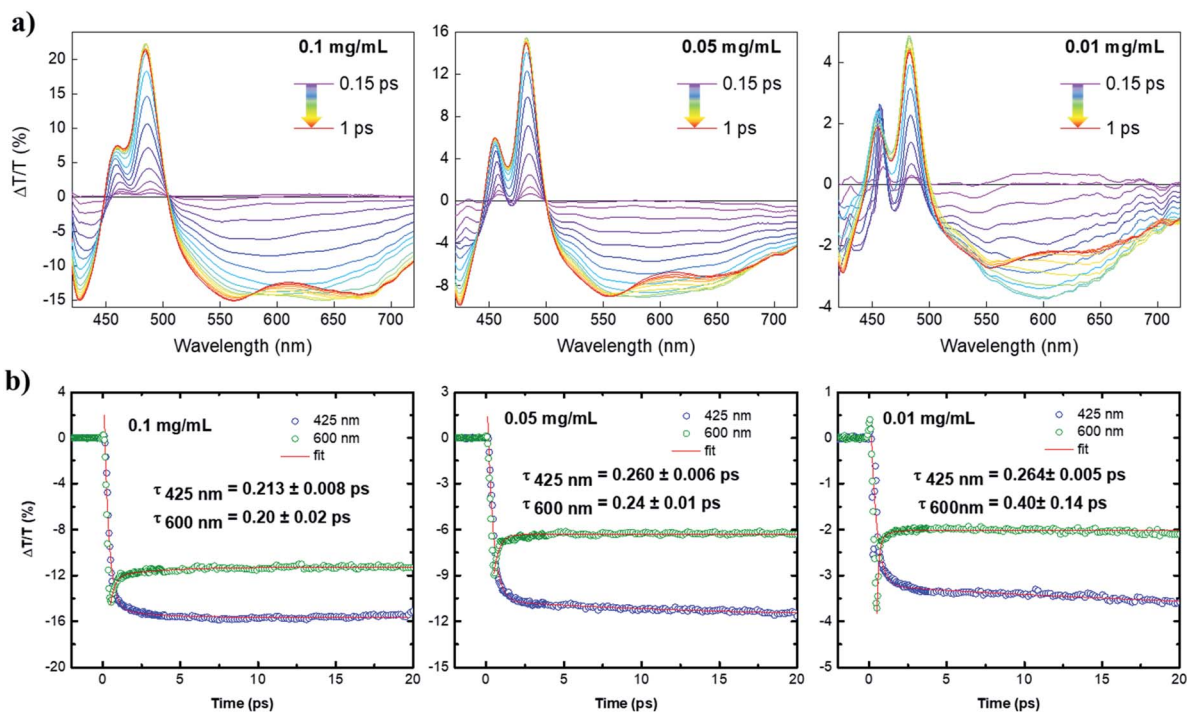 a)
0.1 mg/mL
0.15 ps
1 ps
ΔT/T (%)
20
15
10
5
0
-5
-10
-15
450 500 550 600 650 700
Wavelength (nm)
0.05 mg/mL
0.15 ps
1 ps
16
12
8
4
0
-4
-8
450 500 550 600 650 700
Wavelength (nm)
0.01 mg/mL
0.15 ps
1 ps
4
2
0
-2
-4
450 500 550 600 650 700
Wavelength (nm)
b)
0.1 mg/mL
425 nm
600 nm
fit
τ 425 nm = 0.213 ± 0.008 ps
τ 600 nm = 0.20 ± 0.02 ps
ΔT/T (%)
4
0
-4
-8
-12
-16
-20
0 5 10 15 20
Time (ps)
0.05 mg/mL
425 nm
600 nm
fit
τ 425 nm = 0.260 ± 0.006 ps
τ 600 nm = 0.24 ± 0.01 ps
3
0
-3
-6
-9
-12
-15
0 5 10 15 20
Time (ps)
0.01 mg/mL
425 nm
600 nm
fit
τ 425 nm = 0.264± 0.005 ps
τ 600nm = 0.40± 0.14 ps
1
0
-1
-2
-3
-4
-5
0 5 10 15 20
Time (ps)